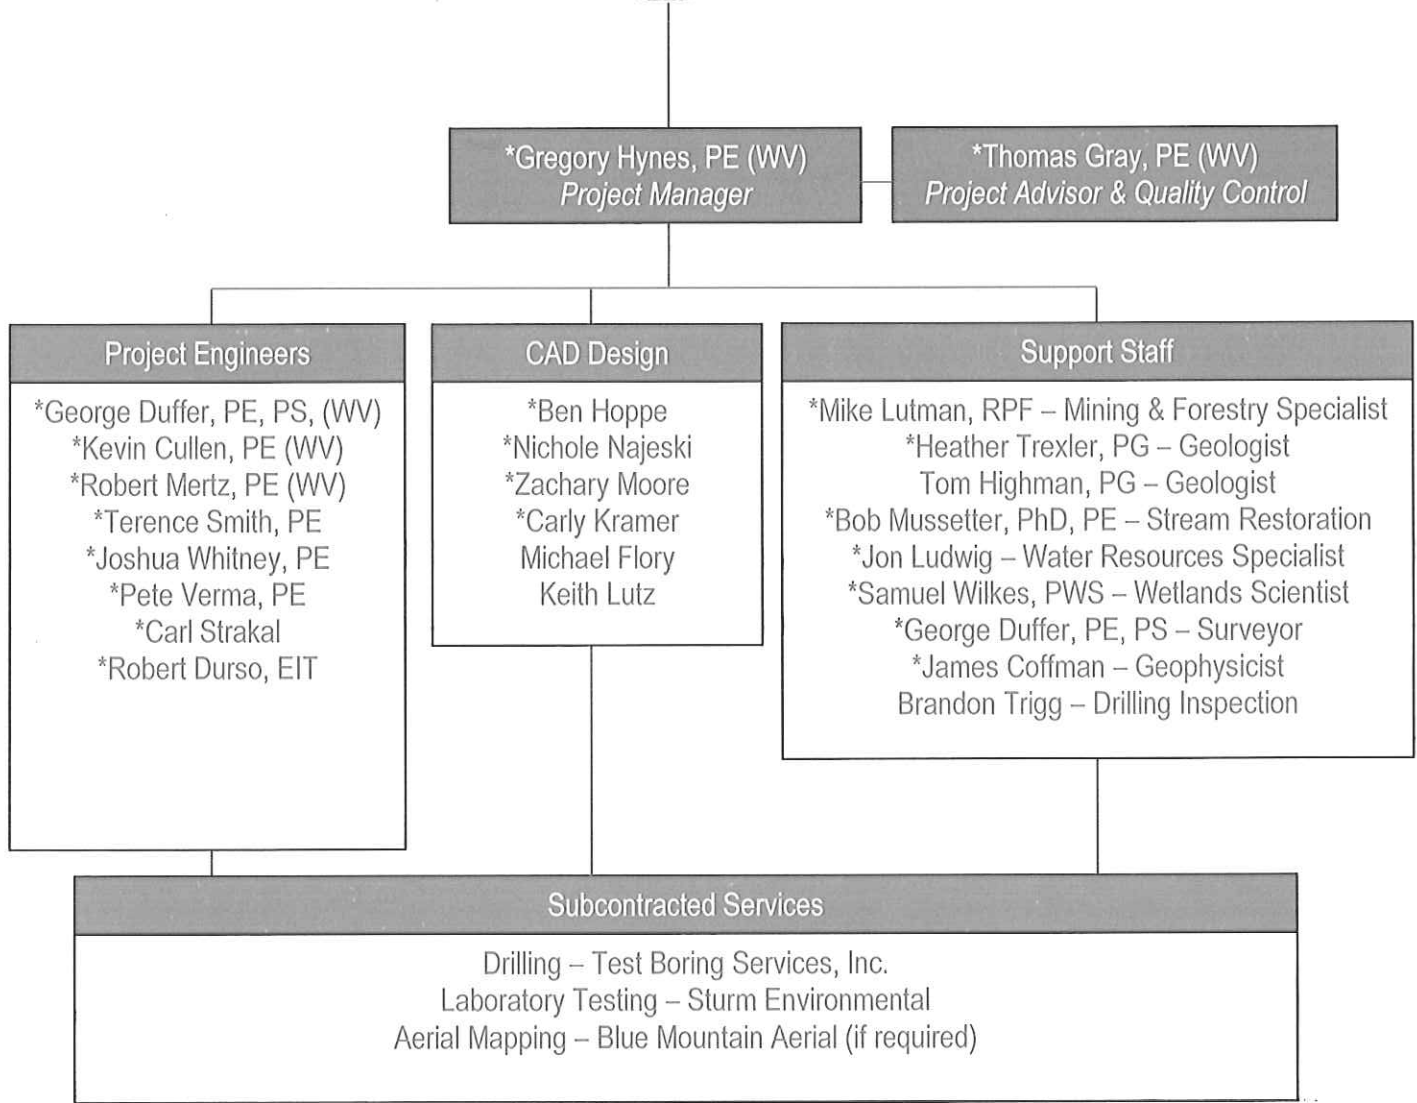 *Gregory Hynes, PE (WV)
Project Manager
*Thomas Gray, PE (WV)
Project Advisor & Quality Control
Project Engineers
*George Duffer, PE, PS, (WV)
*Kevin Cullen, PE (WV)
*Robert Mertz, PE (WV)
*Terence Smith, PE
*Joshua Whitney, PE
*Pete Verma, PE
*Carl Strakal
*Robert Durso, EIT
CAD Design
*Ben Hoppe
*Nichole Najeski
*Zachary Moore
*Carly Kramer
Michael Flory
Keith Lutz
Support Staff
*Mike Lutman, RPF – Mining & Forestry Specialist
*Heather Trexler, PG – Geologist
Tom Highman, PG – Geologist
*Bob Mussetter, PhD, PE – Stream Restoration
*Jon Ludwig – Water Resources Specialist
*Samuel Wilkes, PWS – Wetlands Scientist
*George Duffer, PE, PS – Surveyor
*James Coffman – Geophysicist
Brandon Trigg – Drilling Inspection
Subcontracted Services
Drilling – Test Boring Services, Inc.
Laboratory Testing – Sturm Environmental
Aerial Mapping – Blue Mountain Aerial (if required)